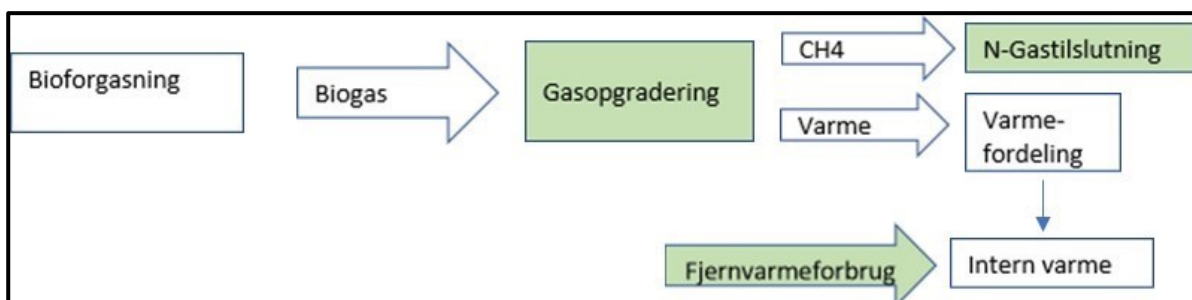 Bioforgasning
Biogas
Gasopgradering
CH4
N-Gastilslutning
Varme
Varme-
fordeling
Fjernvarmeforbrug
Intern varme